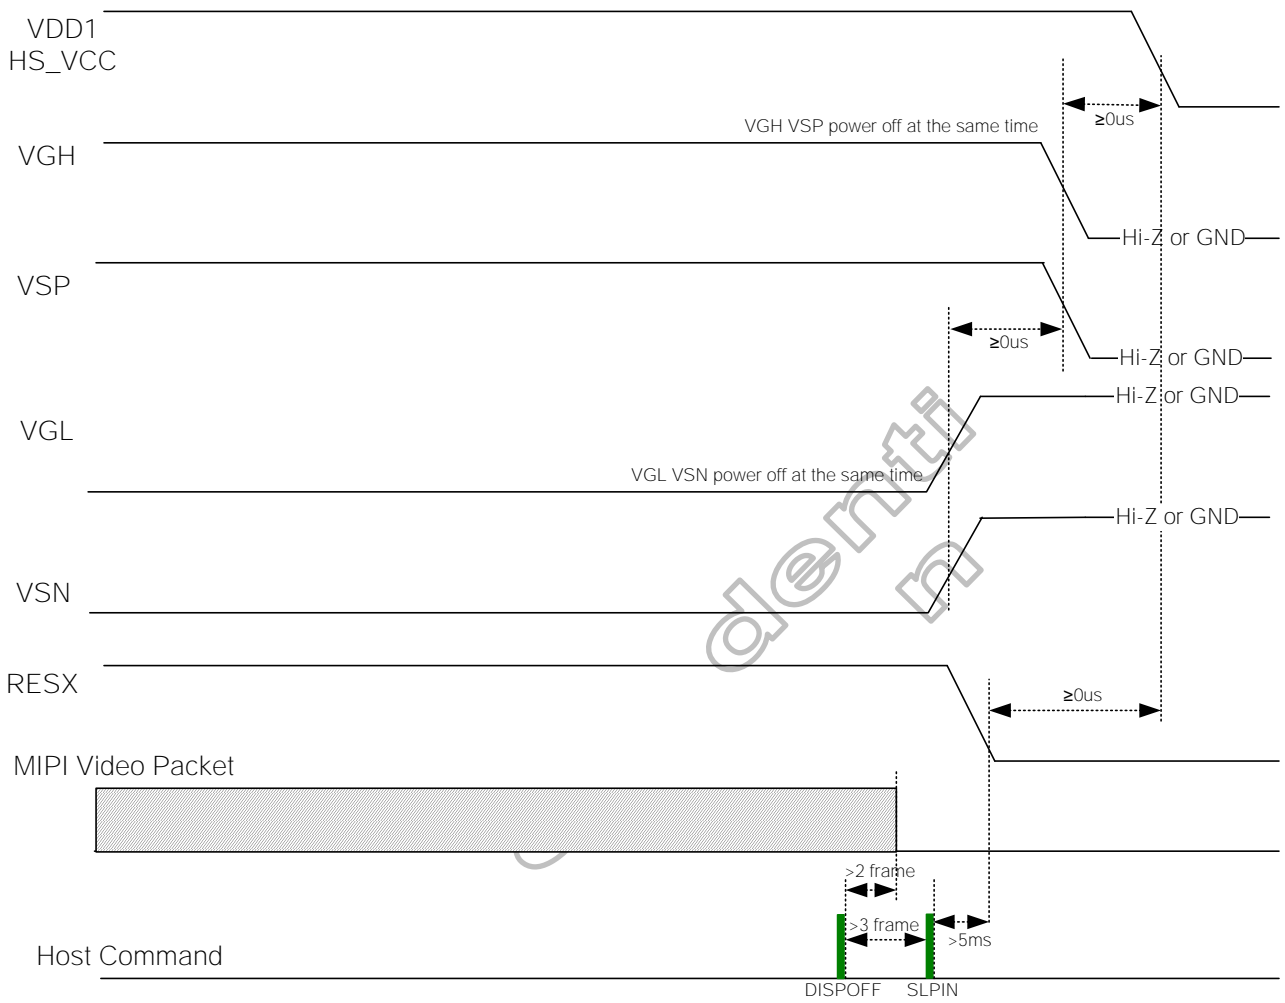 VDD1
HS_VCC
≥0us
VGH VSP power off at the same time
VGH
Hi-Z or GND
VSP
≥0us
Hi-Z or GND
Hi-Z or GND
VGL
VGL VSN power off at the same time
Hi-Z or GND
VSN
denti
n
RESX
≥0us
MIPI Video Packet
>2 frame
>3 frame
>5ms
Host Command
DISPOFF
SLPIN